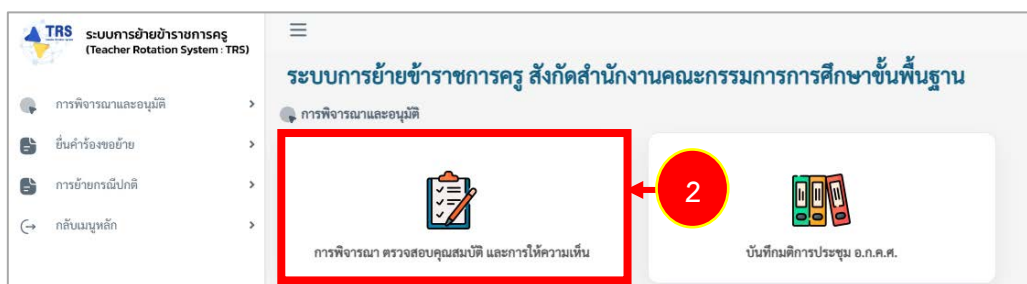 TRS
ระบบการย้ายข้าราชการครู
(Teacher Rotation System : TRS)
การพิจารณาและอนุมัติ
ยื่นคำร้องขอย้าย
การย้ายกรณีปกติ
กลับเมนูหลัก
ระบบการย้ายข้าราชการครู สังกัดสำนักงานคณะกรรมการการศึกษาขั้นพื้นฐาน
การพิจารณาและอนุมัติ
2
การพิจารณา ตรวจสอบคุณสมบัติ และการให้ความเห็น
บันทึกมติการประชุม อ.ก.ค.ศ.